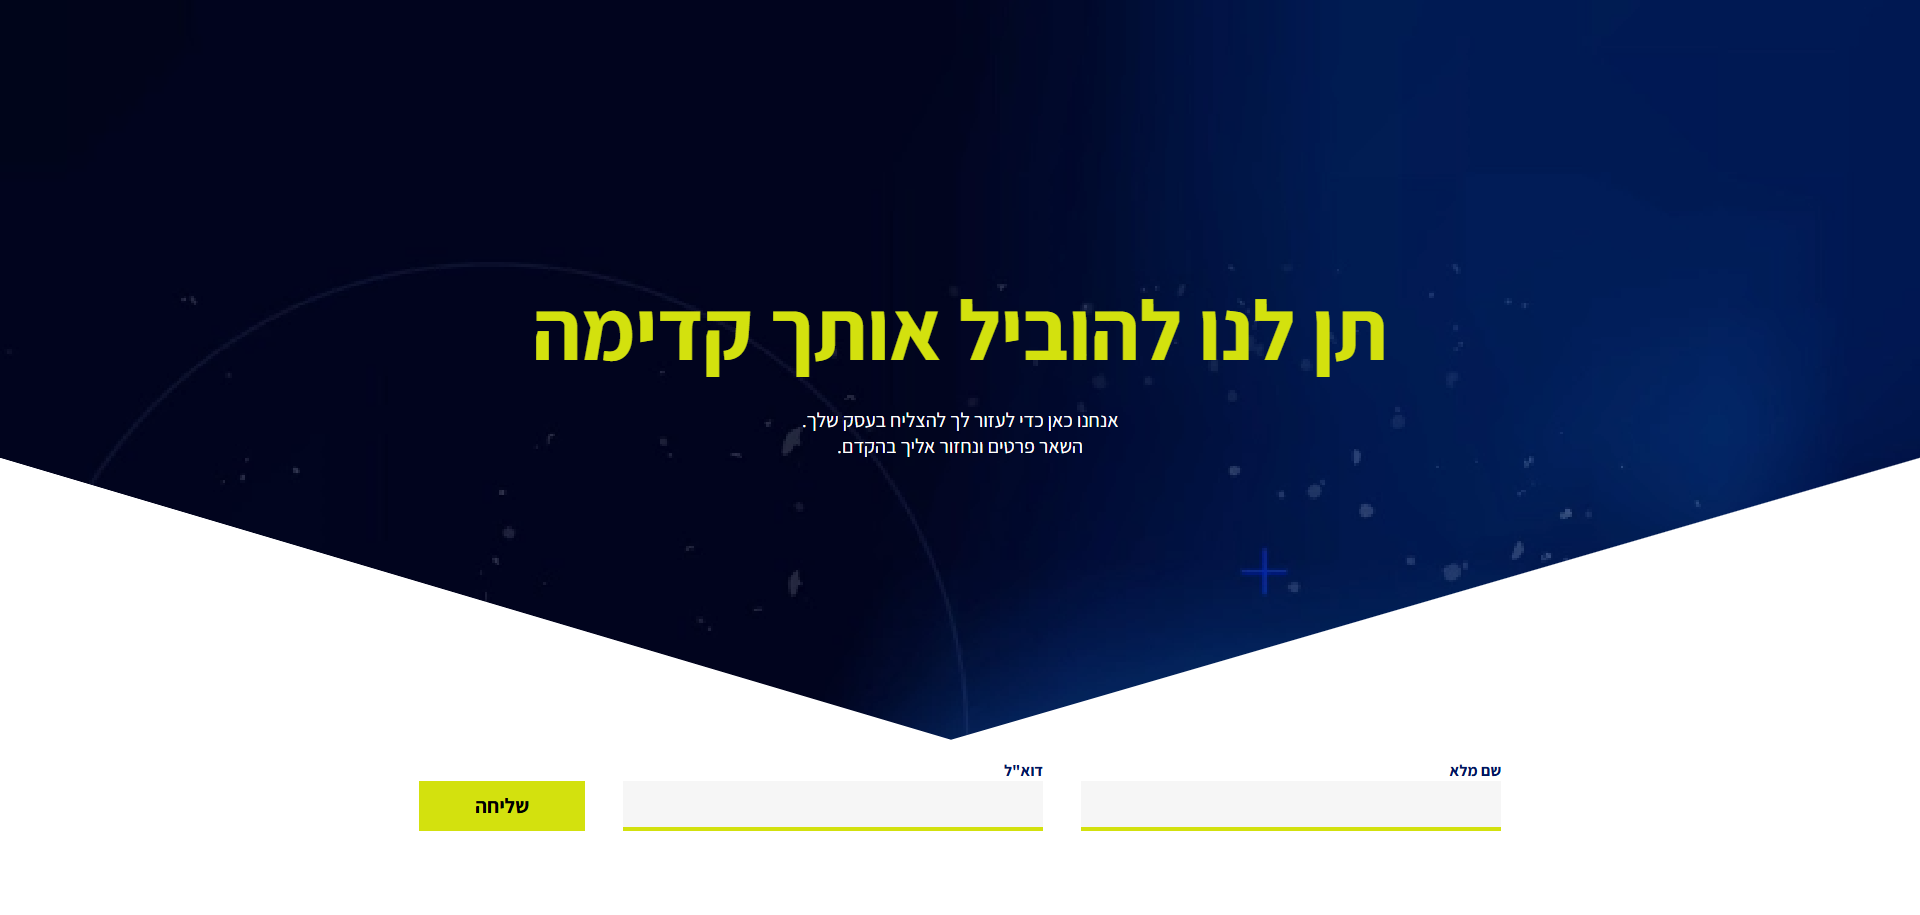 תן לנו להוביל אותך קדימה
אנחנו כאן כדי לעזור לך להצליח בעסק שלך.
השאר פרטים ונחזור אליך בהקדם.
שם מלא
דוא"ל
שליחה